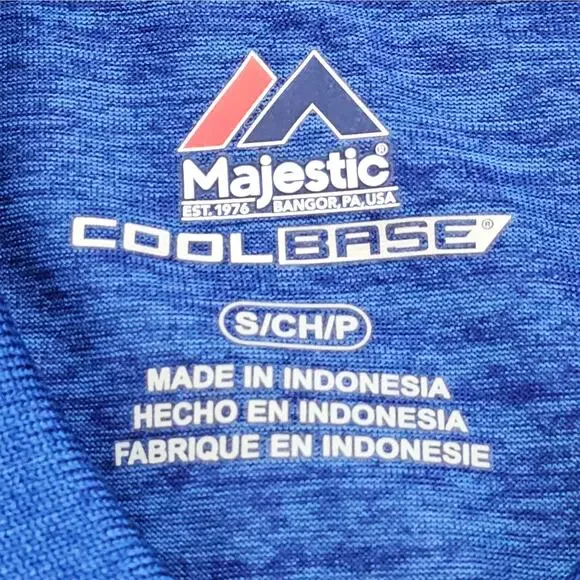 Majestic®
EST. 1976 BANGOR, PA, USA
COOLBASE®
S/CH/P
MADE IN INDONESIA
HECHO EN INDONESIA
FABRIQUE EN INDONESIE